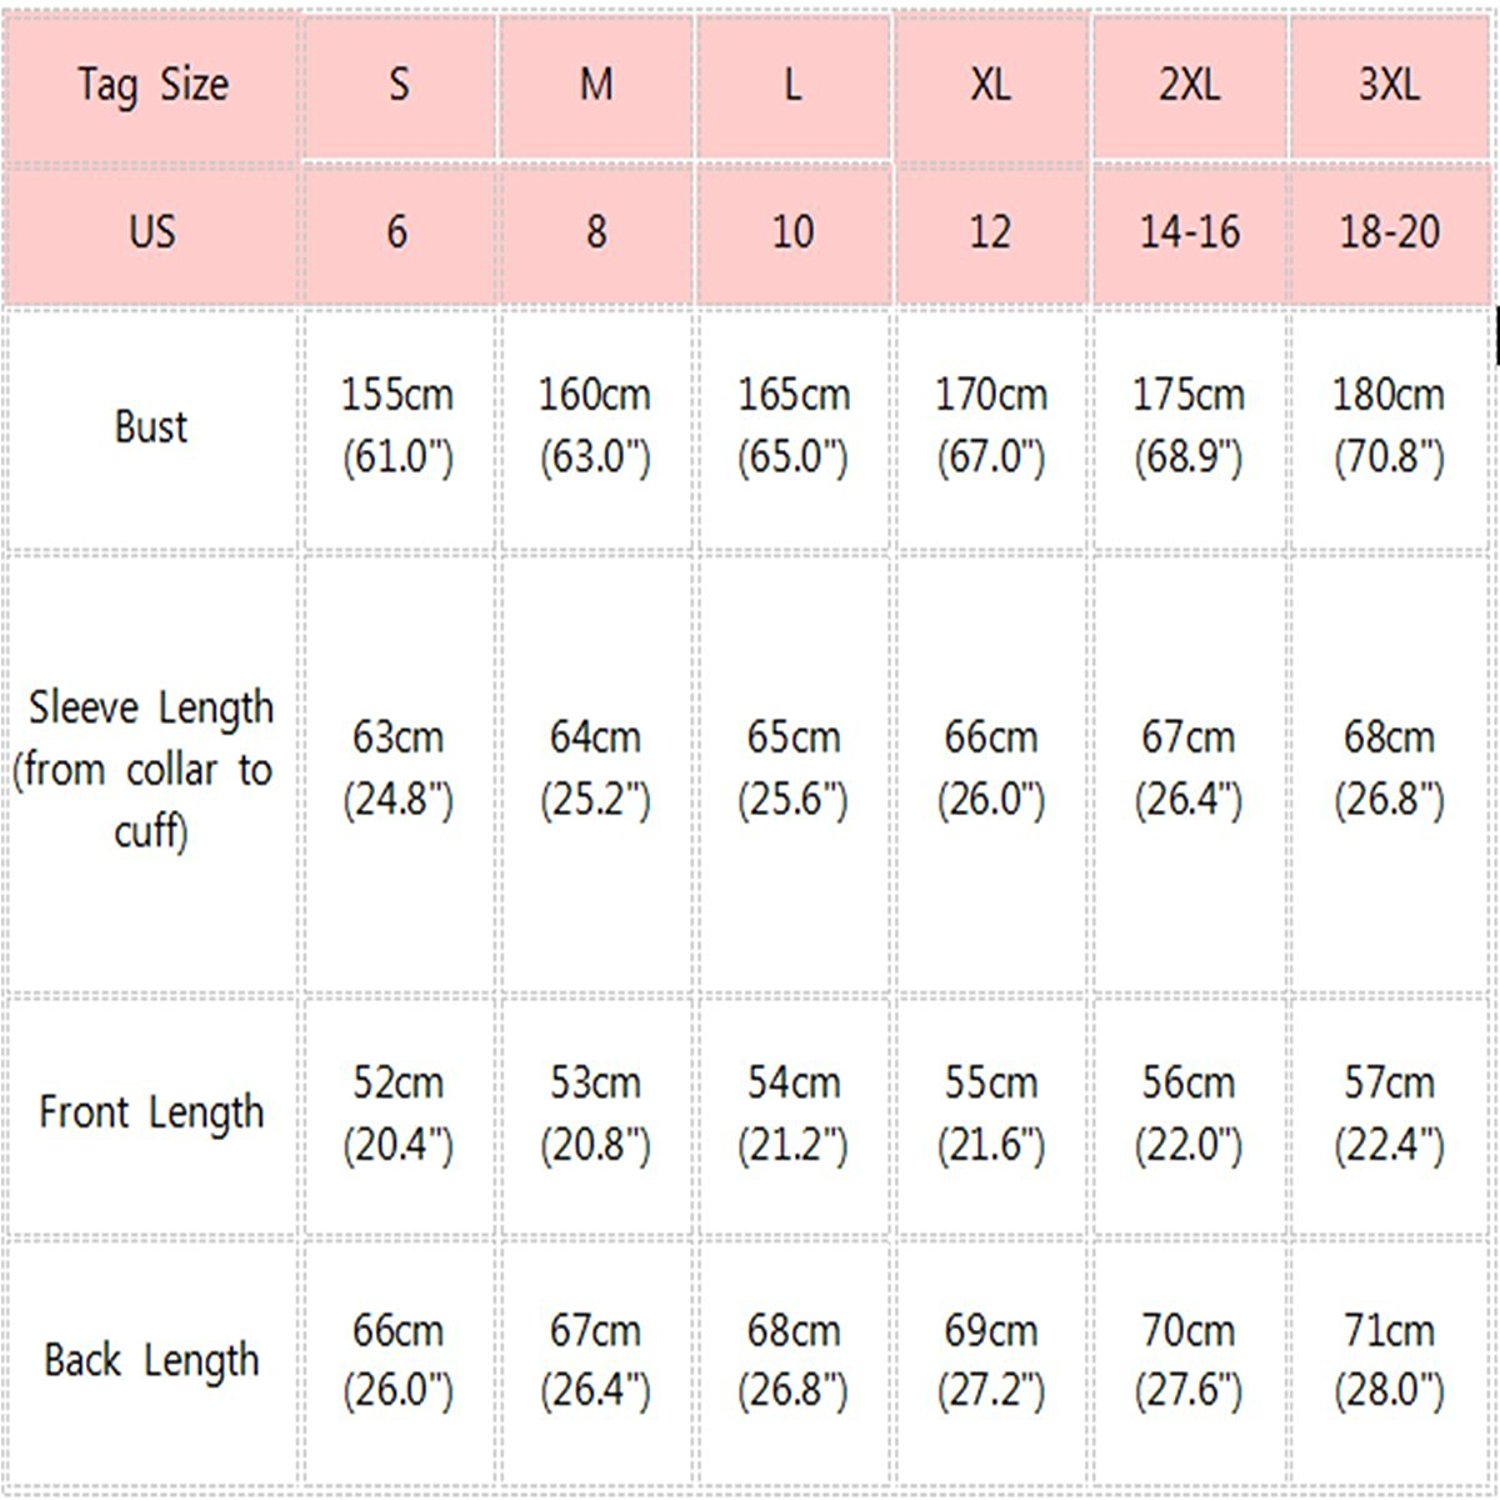 Tag Size S M L XL 2XL 3XL
US 6 8 10 12 14-16 18-20
Bust 155cm 160cm 165cm 170cm 175cm 180cm
(61.0") (63.0") (65.0") (67.0") (68.9") (70.8")
Sleeve Length
(from collar to
cuff)
63cm 64cm 65cm 66cm 67cm 68cm
(24.8") (25.2") (25.6") (26.0") (26.4") (26.8")
Front Length 52cm 53cm 54cm 55cm 56cm 57cm
(20.4") (20.8") (21.2") (21.6") (22.0") (22.4")
Back Length 66cm 67cm 68cm 69cm 70cm 71cm
(26.0") (26.4") (26.8") (27.2") (27.6") (28.0")